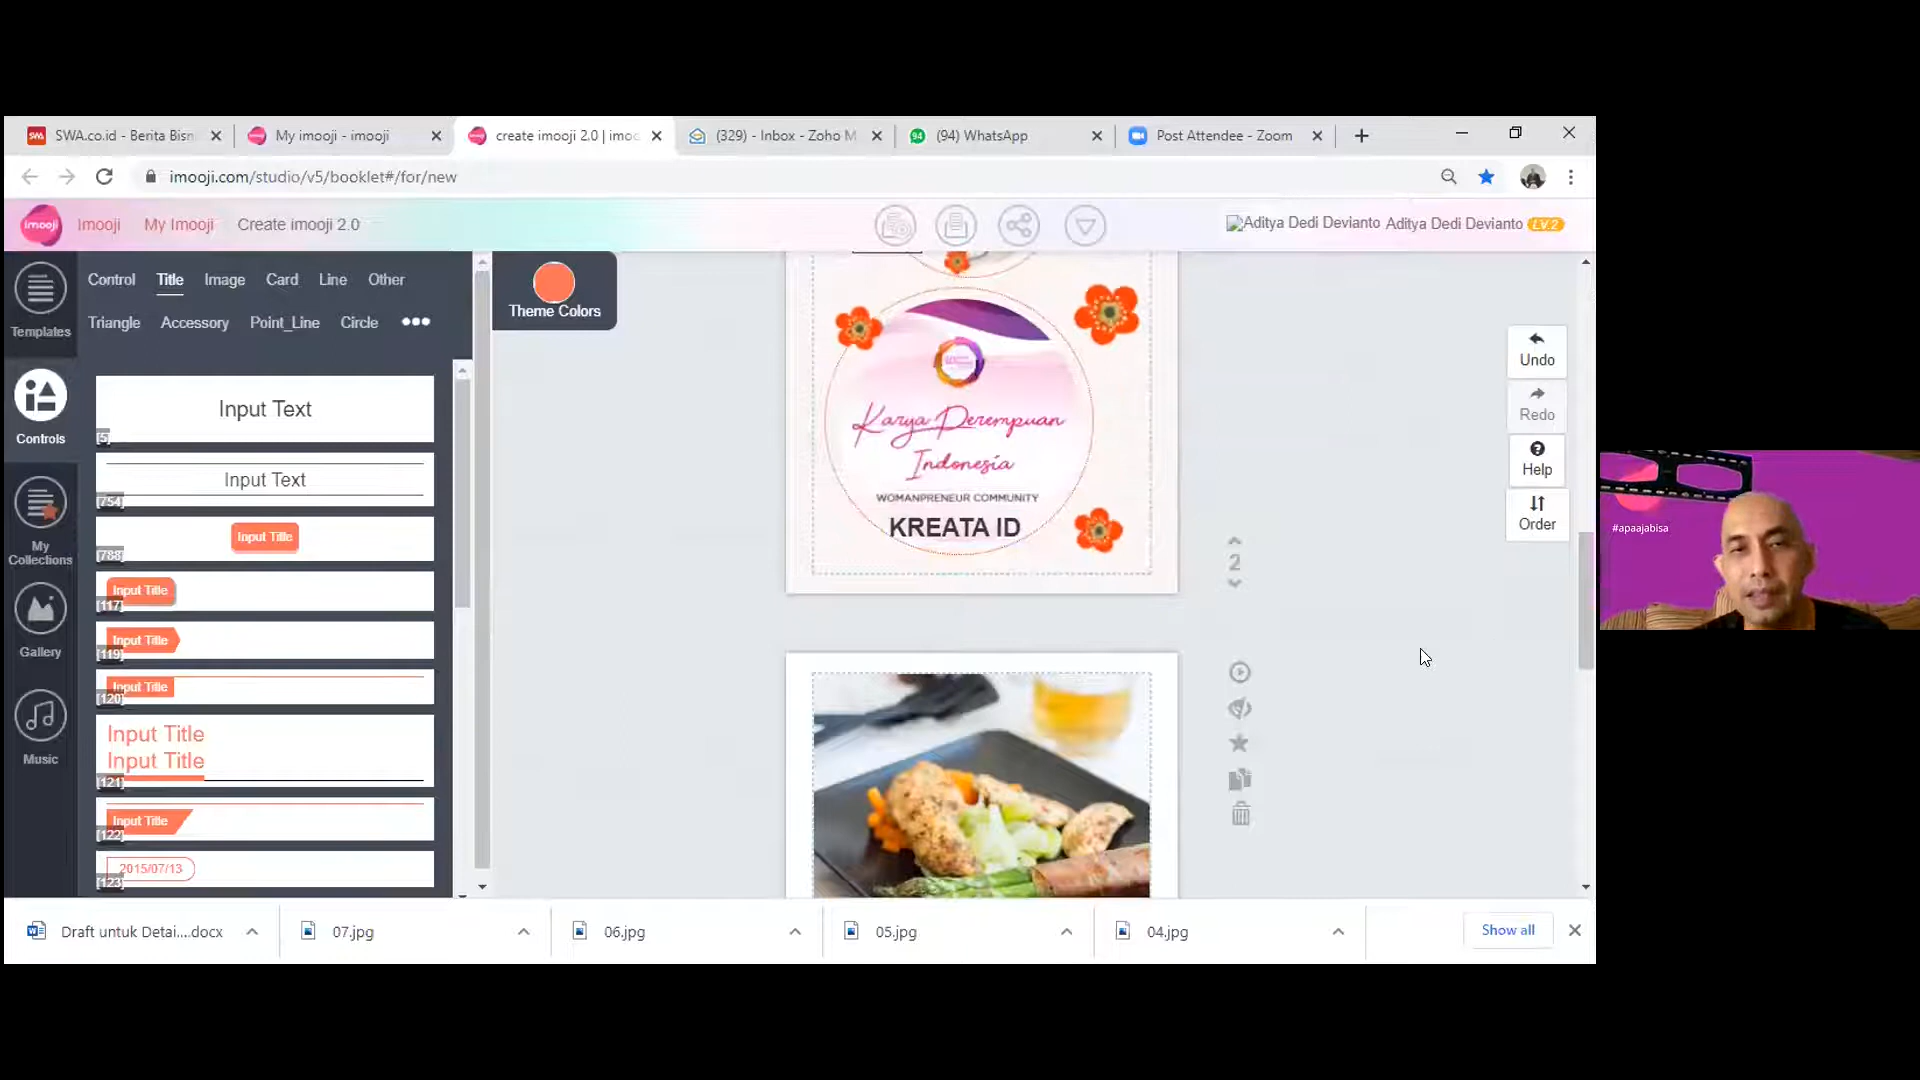 SWA.co.id - Berita Bisn
My imooji - imooji
create imooji 2.0 | imoo
(329) - Inbox - Zoho M
94
(94) WhatsApp
Post Attendee - Zoom
imooji.com/studio/v5/booklet#/for/new
imooji
Imooji
My Imooji
Create imooji 2.0
Aditya Dedi Devianto
Aditya Dedi Devianto
LV.2
Templates
Controls
My
Collections
Gallery
Music
Control
Title
Image
Card
Line
Other
Triangle
Accessory
Point_Line
Circle
•••
Input Text
[5]
Input Text
[754]
Input Title
[788]
Input Title
[117]
Input Title
[119]
Input Title
[120]
Input Title
Input Title
[121]
Input Title
[122]
2015/07/13
[123]
Theme Colors
Karya Perempuan
Indonesia
WOMANPRENEUR COMMUNITY
KREATA ID
2
Undo
Redo
Help
Order
#apaajabisa
Draft untuk Detai....docx
07.jpg
06.jpg
05.jpg
04.jpg
Show all